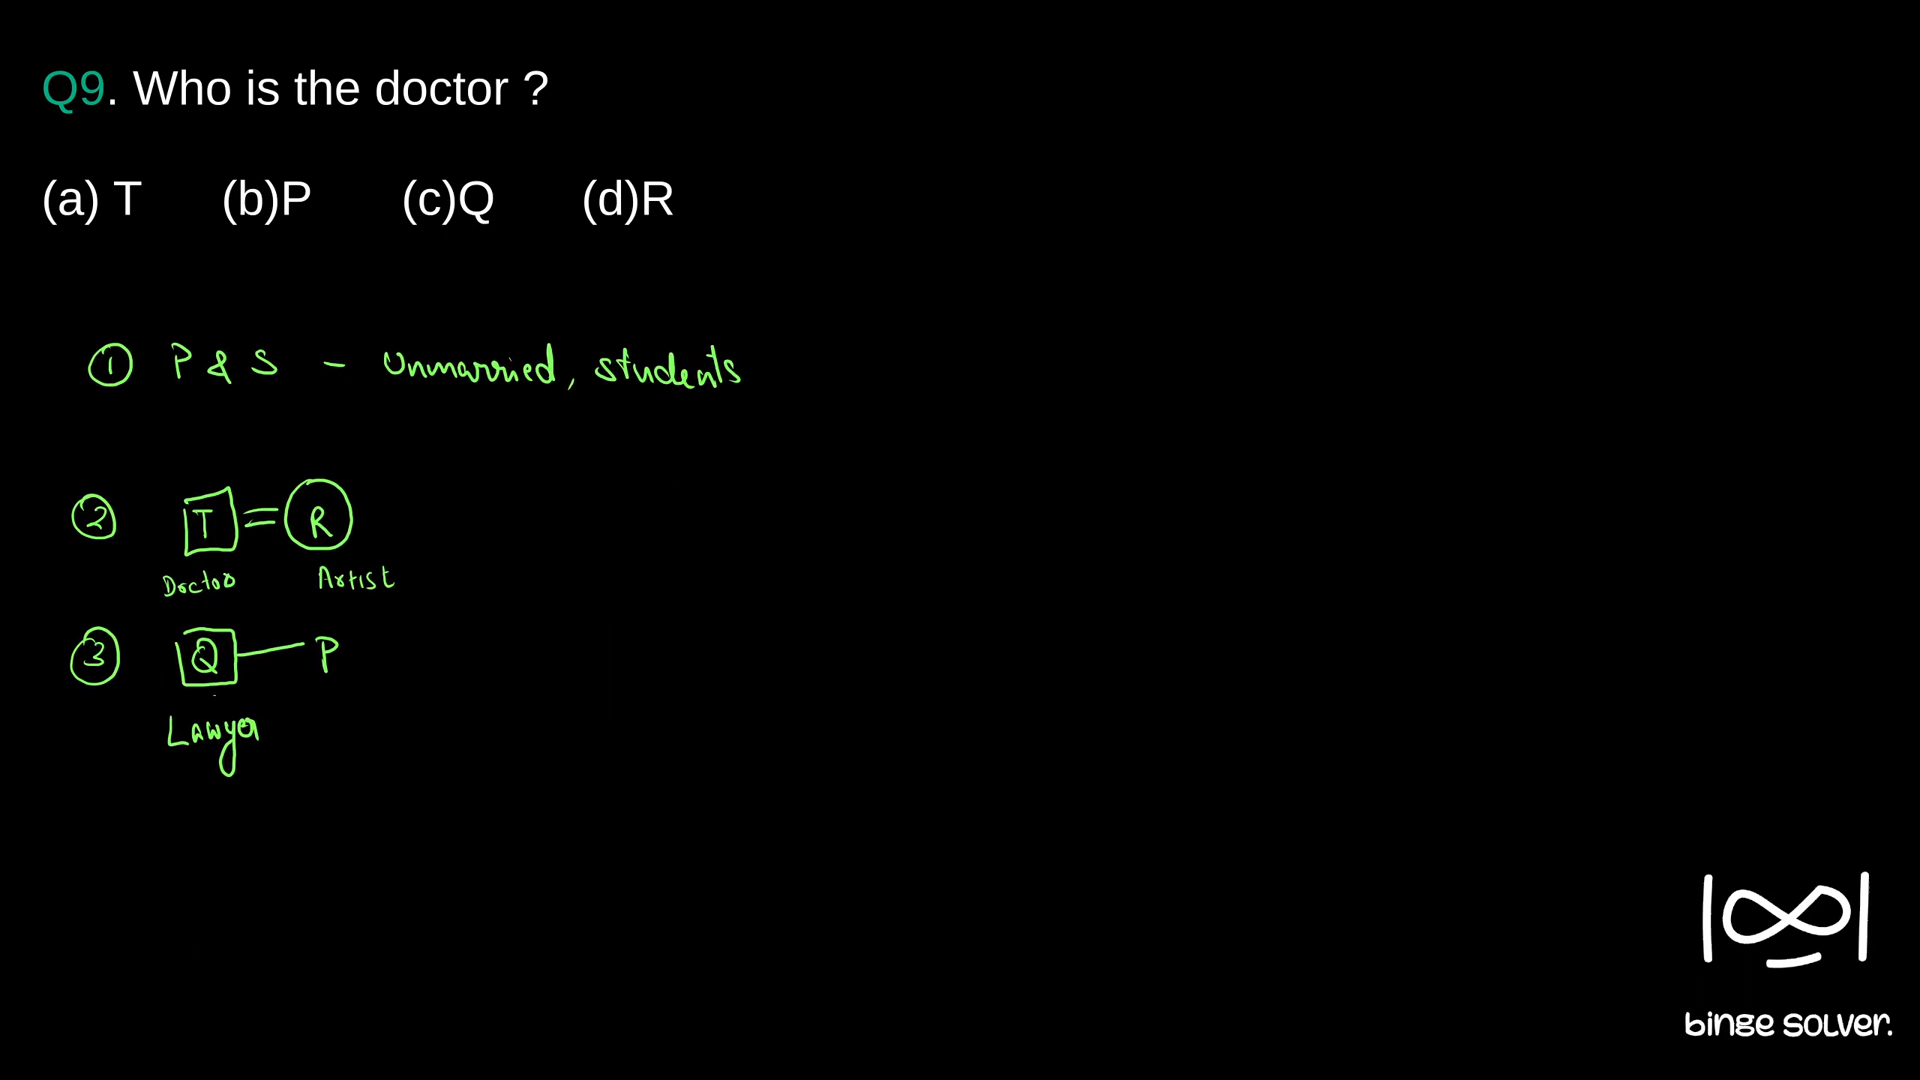 Q9. Who is the doctor ?
(a) T (b)P (c)Q (d)R
1 P & S - Unmarried, students
2 T = R
Doctor Artist
3 Q — P
Lawyer
binge solver.